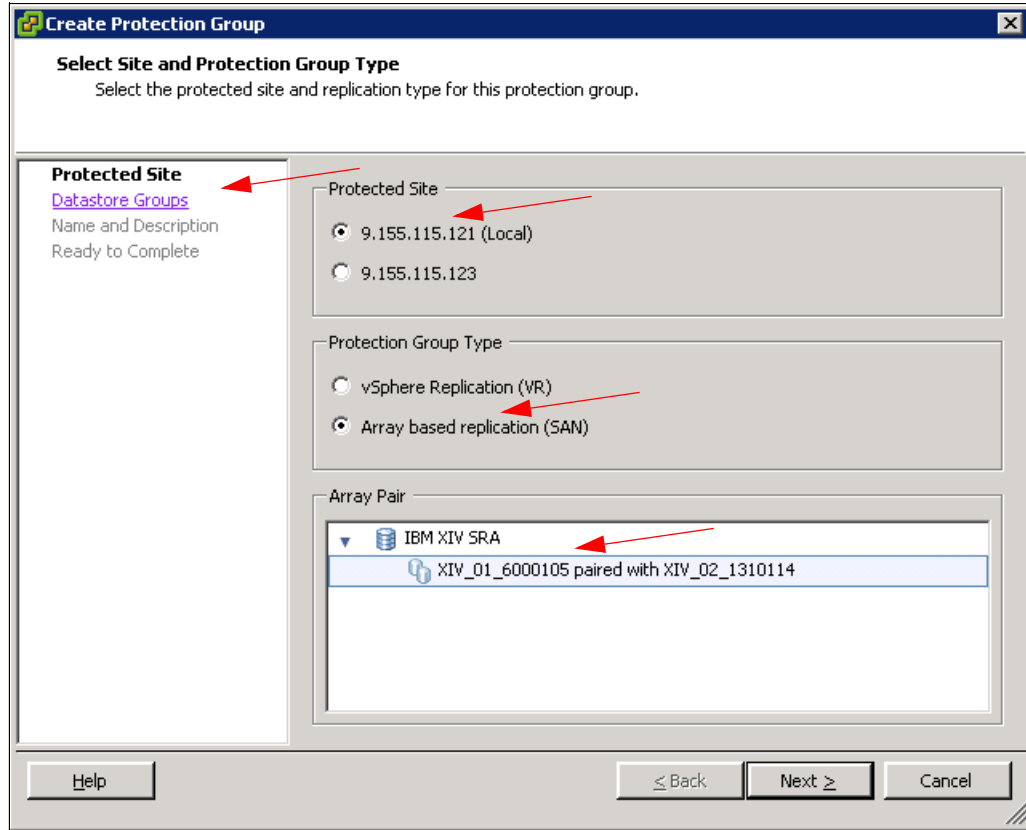 Create Protection Group
Select Site and Protection Group Type
Select the protected site and replication type for this protection group.
Protected Site
Datastore Groups
Name and Description
Ready to Complete
Protected Site
9.155.115.121 (Local)
9.155.115.123
Protection Group Type
vSphere Replication (VR)
Array based replication (SAN)
Array Pair
IBM XIV SRA
XIV_01_6000105 paired with XIV_02_1310114
Help
< Back
Next >
Cancel